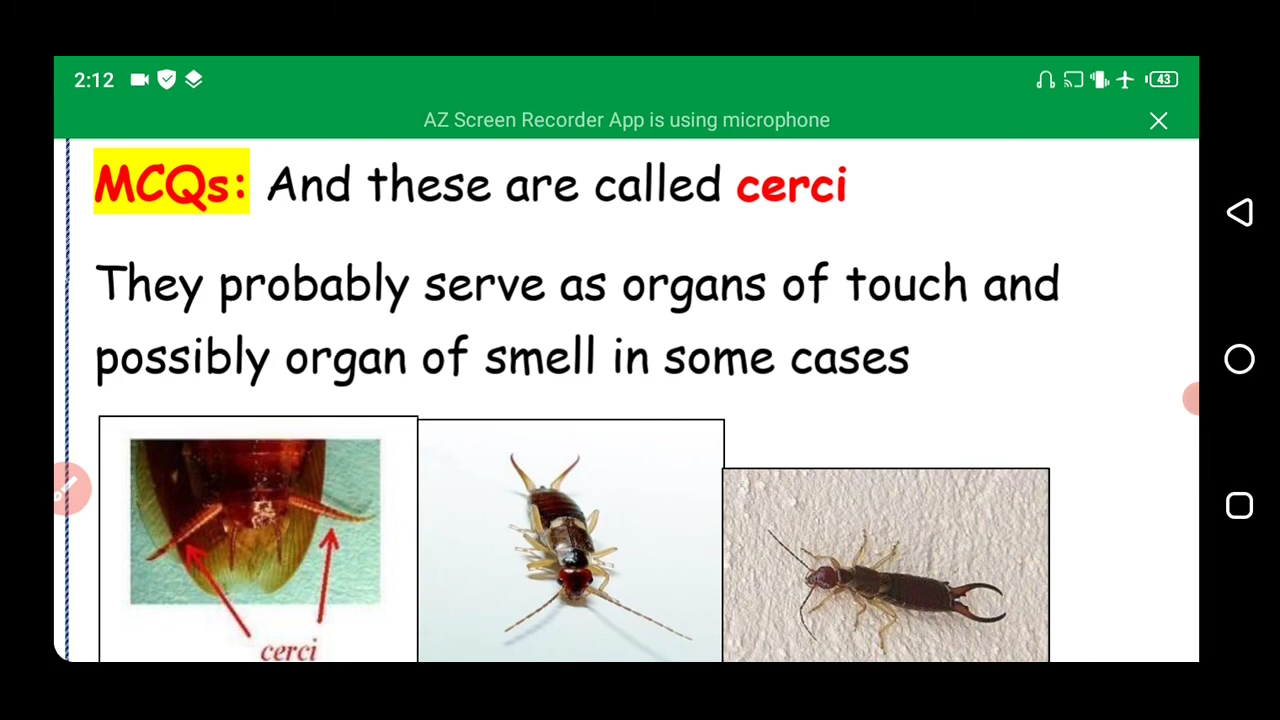 2:12
43
AZ Screen Recorder App is using microphone
MCQs: And these are called cerci
They probably serve as organs of touch and
possibly organ of smell in some cases
cerci